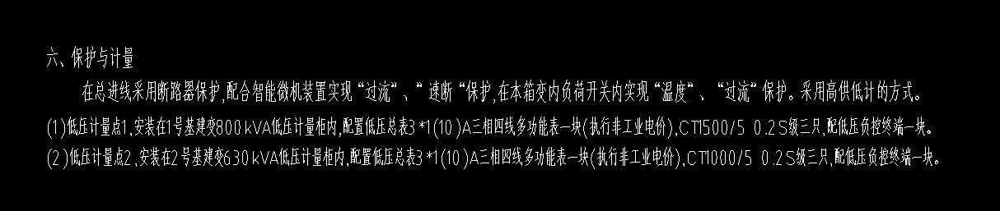 六、保护与计量
在总进线采用断路器保护,配合智能微机装置实现“过流”、”速断“保护,在本箱变内负荷开关内实现“温度”、“过流”保护。采用高供低计的方式。
(1)低压计量点1,安装在1号基建变800kVA低压计量柜内,配置低压总表3*1(10)A三相四线多功能表一块(执行非工业电价),CT1500/5 0.2S级三只,配低压负控终端一块。
(2)低压计量点2,安装在2号基建变630kVA低压计量柜内,配置低压总表3*1(10)A三相四线多功能表一块(执行非工业电价),CT1000/5 0.2S级三只,配低压负控终端一块。